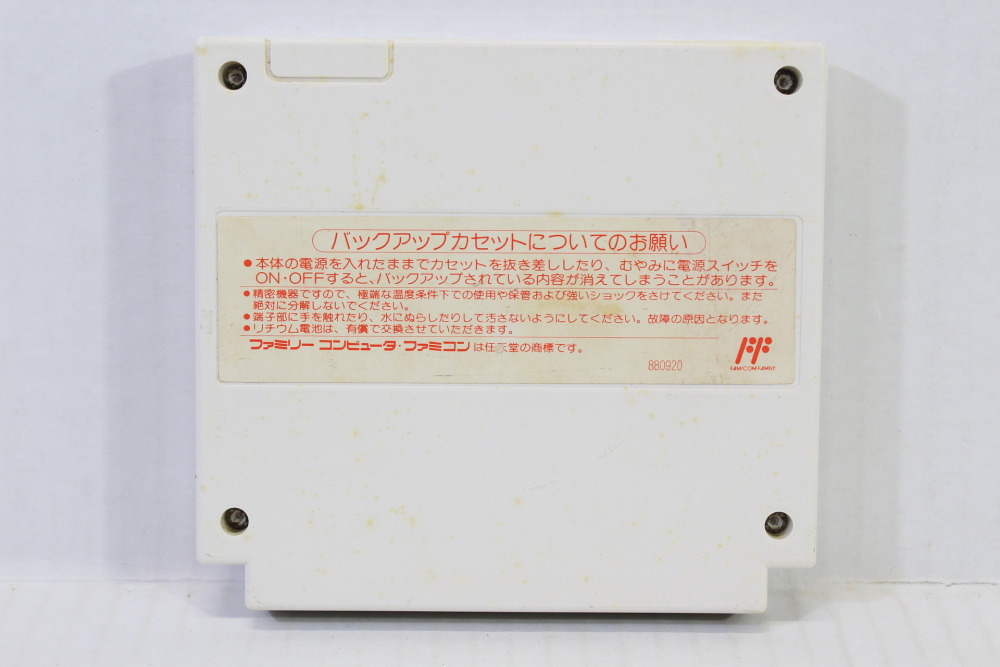 バックアップカセットについてのお願い
●本体の電源を入れたままでカセットを抜き差ししたり、むやみに電源スイッチを
ON・OFFすると、バックアップされている内容が消えてしまうことがあります。
●精密機器ですので、極端な温度条件下での使用や保管および強いショックをさけてください。また
絶対に分解しないでください。
●端子部に手を触れたり、水にぬらしたりして汚さないようにしてください。故障の原因となります。
●リチウム電池は、有償で交換させていただきます。
ファミリー コンピュータ・ファミコン は任天堂の商標です。
880920
FF
FAMICOM FAMILY